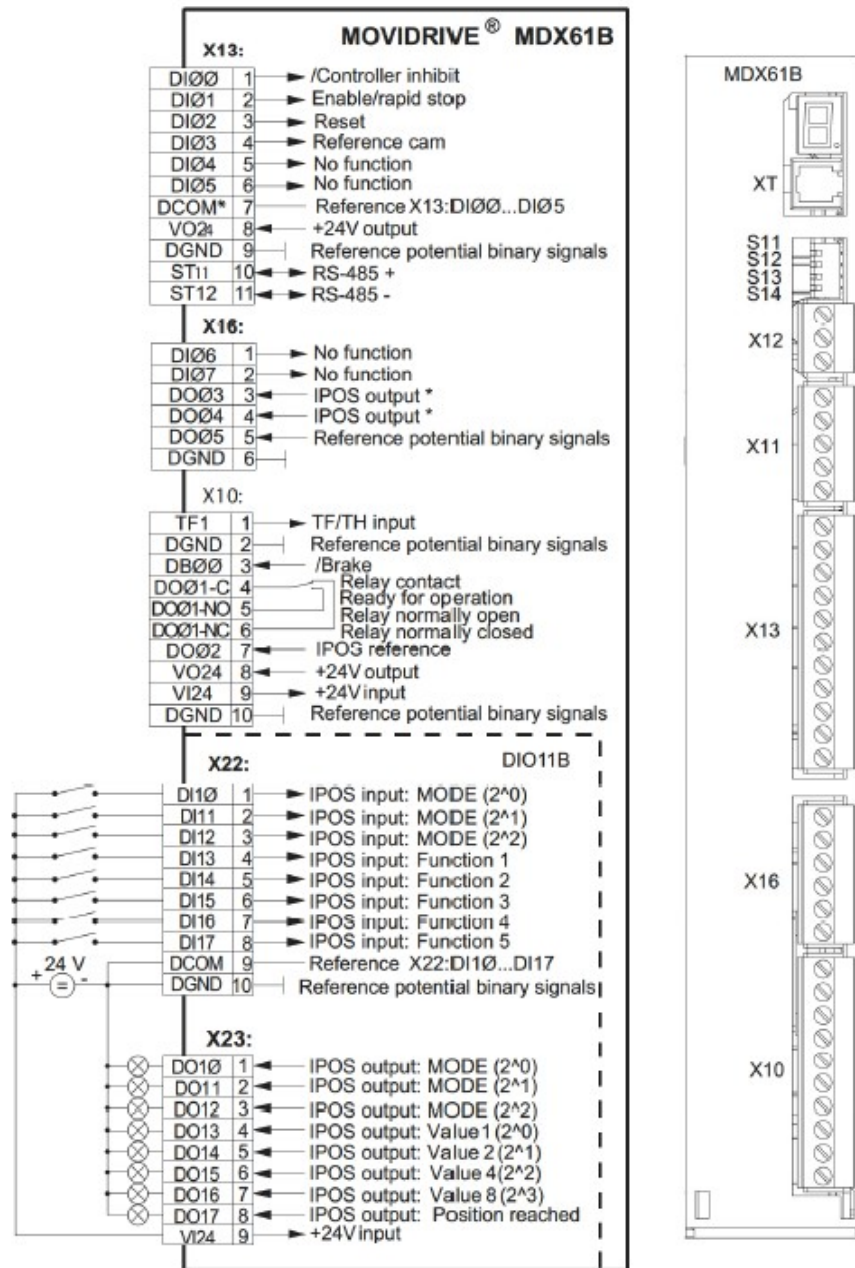 MOVIDRIVE® MDX61B
X13:
DIØØ 1 /Controller inhibit
DIØ1 2 Enable/rapid stop
DIØ2 3 Reset
DIØ3 4 Reference cam
DIØ4 5 No function
DIØ5 6 No function
DCOM* 7 Reference X13:DIØØ...DIØ5
VO24 8 +24V output
DGND 9 Reference potential binary signals
ST11 10 RS-485 +
ST12 11 RS-485 -
X16:
DIØ6 1 No function
DIØ7 2 No function
DOØ3 3 IPOS output *
DOØ4 4 IPOS output *
DOØ5 5 Reference potential binary signals
DGND 6
X10:
TF1 1 TF/TH input
DGND 2 Reference potential binary signals
DBØØ 3 /Brake
DOØ1-C 4 Relay contact
Ready for operation
DOØ1-NO 5 Relay normally open
DOØ1-NC 6 Relay normally closed
DOØ2 7 IPOS reference
VO24 8 +24V output
VI24 9 +24V input
DGND 10 Reference potential binary signals
DIO11B
X22:
DI1Ø 1 IPOS input: MODE (2^0)
DI11 2 IPOS input: MODE (2^1)
DI12 3 IPOS input: MODE (2^2)
DI13 4 IPOS input: Function 1
DI14 5 IPOS input: Function 2
DI15 6 IPOS input: Function 3
DI16 7 IPOS input: Function 4
DI17 8 IPOS input: Function 5
DCOM 9 Reference X22:DI1Ø...DI17
+ 24 V - =
DGND 10 Reference potential binary signals
X23:
DO1Ø 1 IPOS output: MODE (2^0)
DO11 2 IPOS output: MODE (2^1)
DO12 3 IPOS output: MODE (2^2)
DO13 4 IPOS output: Value 1 (2^0)
DO14 5 IPOS output: Value 2 (2^1)
DO15 6 IPOS output: Value 4 (2^2)
DO16 7 IPOS output: Value 8 (2^3)
DO17 8 IPOS output: Position reached
VI24 9 +24V input
MDX61B
XT
S11
S12
S13
S14
X12
X11
X13
X16
X10